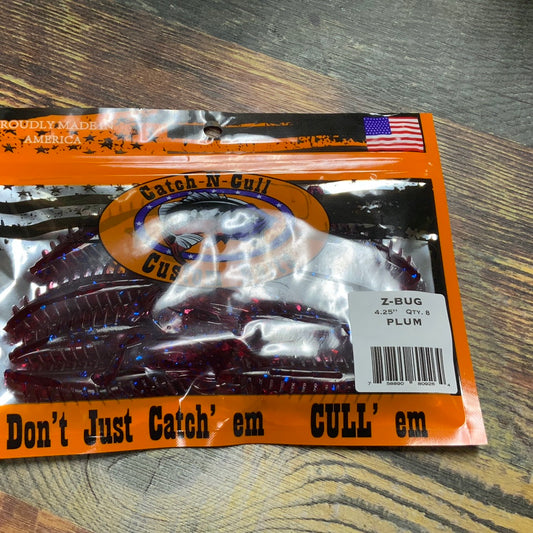 ROUDLY MADE IN
AMERICA
Catch-N-Cull
Cus
Z-BUG
4.25" QTY. 8
PLUM
Don't Just Catch' em CULL' em